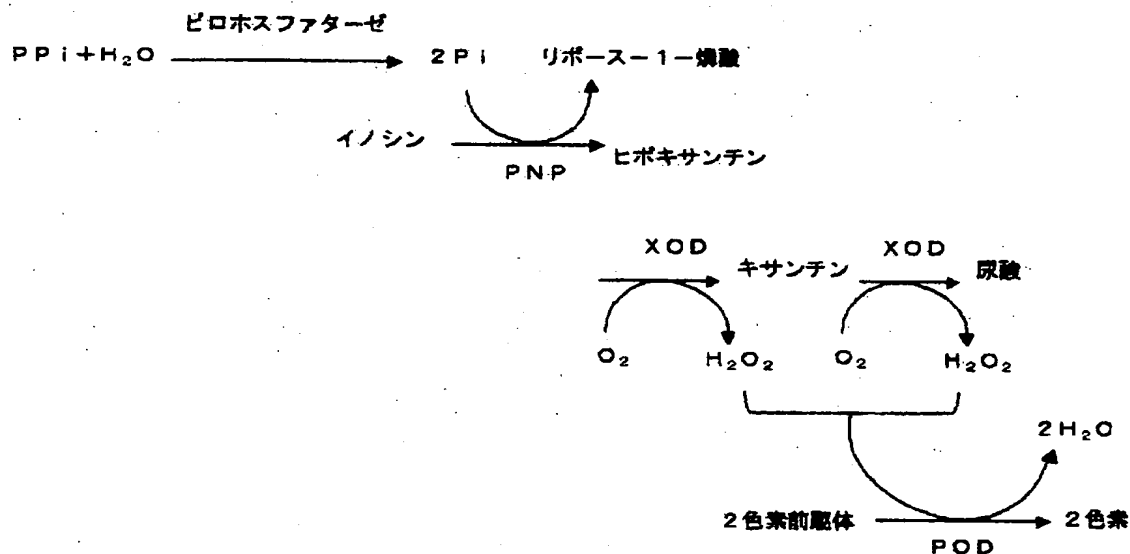 ピロホスファターゼ
PPi+H₂O 2Pi リボース-1-燐酸
イノシン ヒポキサンチン
PNP
XOD XOD
キサンチン 尿酸
O₂ H₂O₂ O₂ H₂O₂
2H₂O
2色素前駆体 2色素
POD